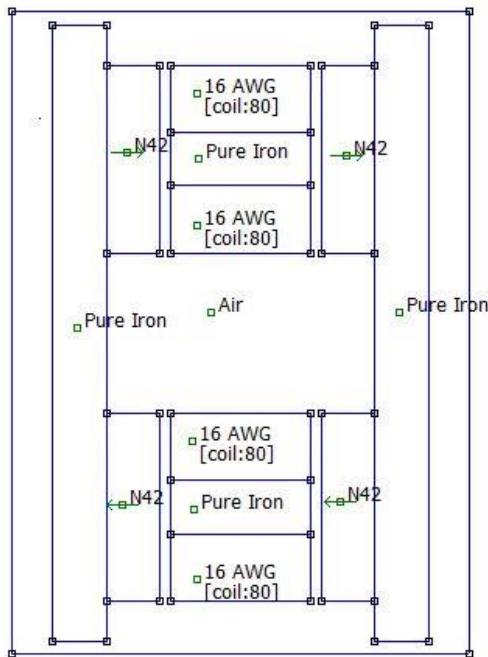 16 AWG
[coil:80]
N42
Pure Iron
N42
16 AWG
[coil:80]
Air
Pure Iron
Pure Iron
16 AWG
[coil:80]
N42
Pure Iron
N42
16 AWG
[coil:80]